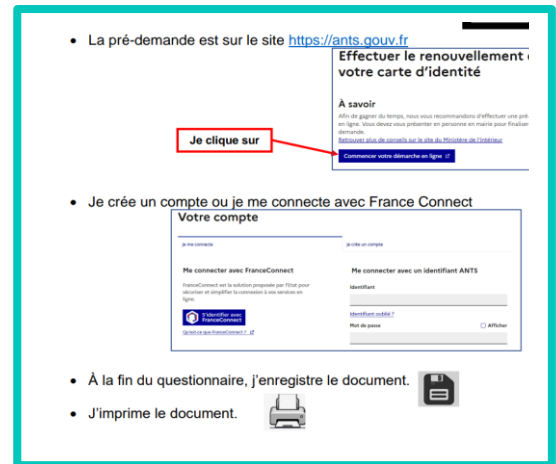 • La pré-demande est sur le site https://ants.gouv.fr
Effectuer le renouvellement
votre carte d'identité
À savoir
Afin de gagner du temps, nous vous recommandons d'effectuer une pré
en ligne. Vous devez vous présenter en personne en mairie pour finaliser
demande.
Retrouver plus de conseils sur le site du Ministère de l'Intérieur
Je clique sur
Commencer votre démarche en ligne
• Je crée un compte ou je me connecte avec France Connect
Votre compte
Je me connecte
Je crée un compte
Me connecter avec FranceConnect
FranceConnect est la solution proposée par l'État pour
sécuriser et simplifier la connexion à vos services en
ligne.
S'identifier avec
FranceConnect
Qu'est-ce que FranceConnect ?
Me connecter avec un identifiant ANTS
Identifiant
Identifiant oublié ?
Mot de passe
Afficher
• À la fin du questionnaire, j'enregistre le document.
• J'imprime le document.